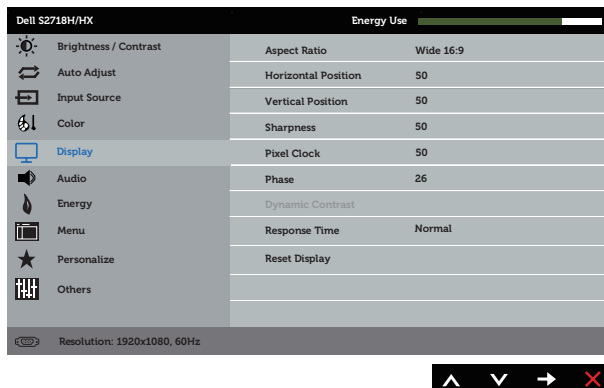 Dell S2718H/HX Energy Use
Brightness / Contrast
Auto Adjust
Input Source
Color
Display
Audio
Energy
Menu
Personalize
Others
Aspect Ratio Wide 16:9
Horizontal Position 50
Vertical Position 50
Sharpness 50
Pixel Clock 50
Phase 26
Dynamic Contrast
Response Time Normal
Reset Display
Resolution: 1920x1080, 60Hz